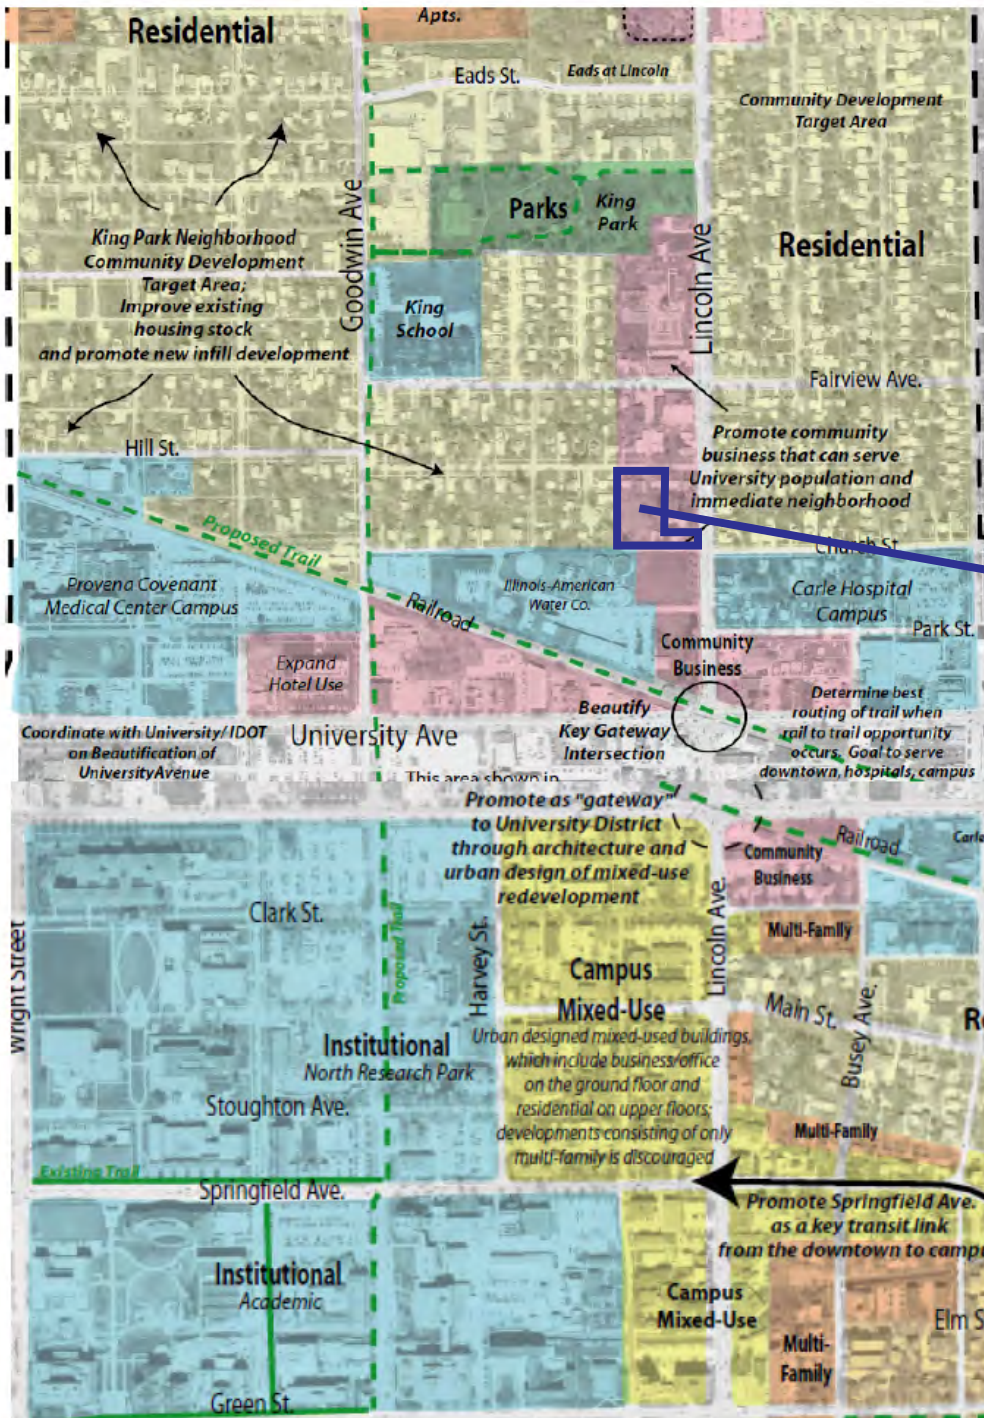 Residential
Apts.
Eads St.
Eads at Lincoln
Community Development
Target Area
Goodwin Ave
Parks
King
Park
Lincoln Ave
Residential
King Park Neighborhood
Community Development
Target Area;
Improve existing
housing stock
and promote new infill development
King
School
Fairview Ave.
Hill St.
Promote community
business that can serve
University population and
immediate neighborhood
Proposed Trail
Church St.
Provena Covenant
Medical Center Campus
Railroad
Illinois-American
Water Co.
Carle Hospital
Campus
Park St.
Expand
Hotel Use
Community
Business
Beautify
Key Gateway
Intersection
Determine best
routing of trail when
rail to trail opportunity
occurs. Goal to serve
downtown, hospitals, campus
Coordinate with University/ IDOT
on Beautification of
UniversityAvenue
University Ave
This area shown in
Promote as "gateway"
to University District
through architecture and
urban design of mixed-use
redevelopment
Railroad
Carle
Community
Business
Clark St.
Proposed Trail
Harvey St.
Lincoln Ave.
Multi-Family
Wright Street
Campus
Mixed-Use
Urban designed mixed-used buildings,
which include business/office
on the ground floor and
residential on upper floors;
developments consisting of only
multi-family is discouraged
Main St.
Busey Ave.
Re
Institutional
North Research Park
Stoughton Ave.
Multi-Family
Existing Trail
Springfield Ave.
Promote Springfield Ave.
as a key transit link
from the downtown to campu
Institutional
Academic
Campus
Mixed-Use
Multi-
Family
Elm S
Green St.